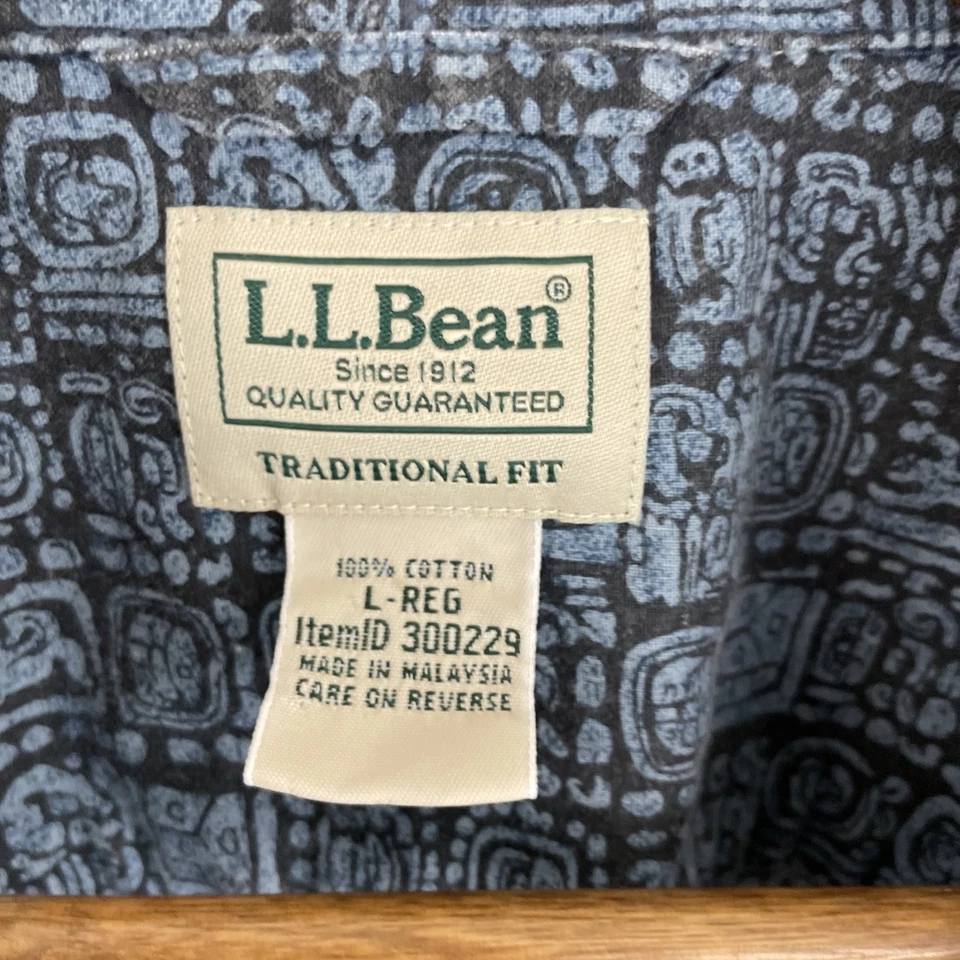 L.L.Bean®
Since 1912
QUALITY GUARANTEED
TRADITIONAL FIT
100% COTTON
L-REG
ItemID 300229
MADE IN MALAYSIA
CARE ON REVERSE